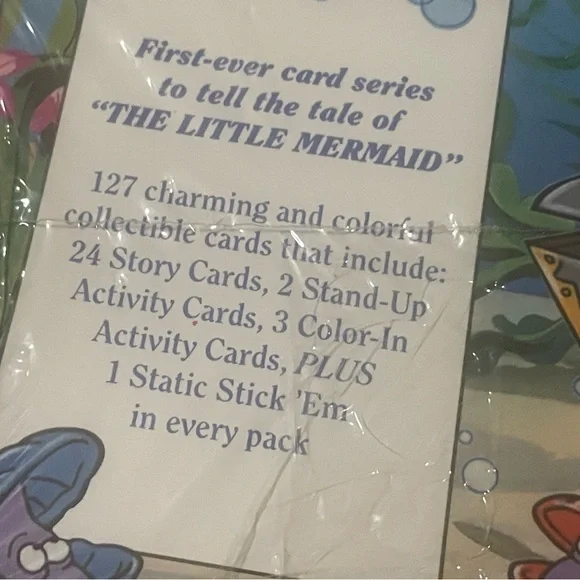 First-ever card series
to tell the tale of
“THE LITTLE MERMAID”
127 charming and colorful
collectible cards that include:
24 Story Cards, 2 Stand-Up
Activity Cards, 3 Color-In
Activity Cards, PLUS
1 Static Stick ’Em
in every pack